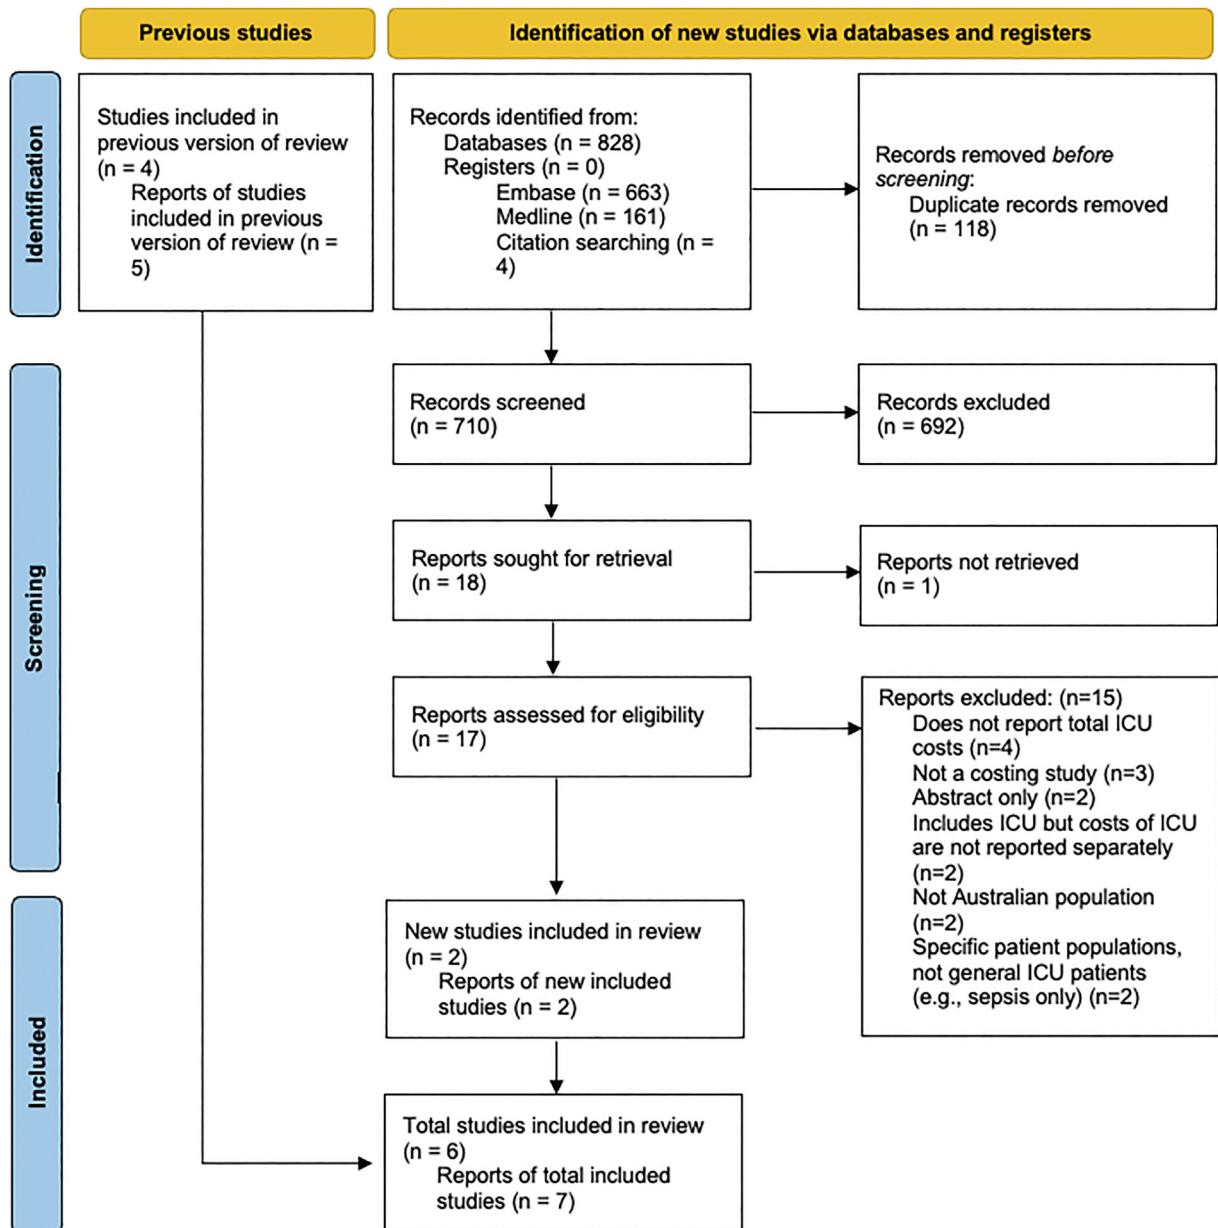 Previous studies
Identification of new studies via databases and registers
Identification
Studies included in
previous version of review
(n = 4)
Reports of studies
included in previous
version of review (n =
5)
Records identified from:
Databases (n = 828)
Registers (n = 0)
Embase (n = 663)
Medline (n = 161)
Citation searching (n =
4)
Records removed before
screening:
Duplicate records removed
(n = 118)
Screening
Records screened
(n = 710)
Records excluded
(n = 692)
Reports sought for retrieval
(n = 18)
Reports not retrieved
(n = 1)
Reports assessed for eligibility
(n = 17)
Reports excluded: (n=15)
Does not report total ICU
costs (n=4)
Not a costing study (n=3)
Abstract only (n=2)
Includes ICU but costs of ICU
are not reported separately
(n=2)
Not Australian population
(n=2)
Specific patient populations,
not general ICU patients
(e.g., sepsis only) (n=2)
Included
New studies included in review
(n = 2)
Reports of new included
studies (n = 2)
Total studies included in review
(n = 6)
Reports of total included
studies (n = 7)